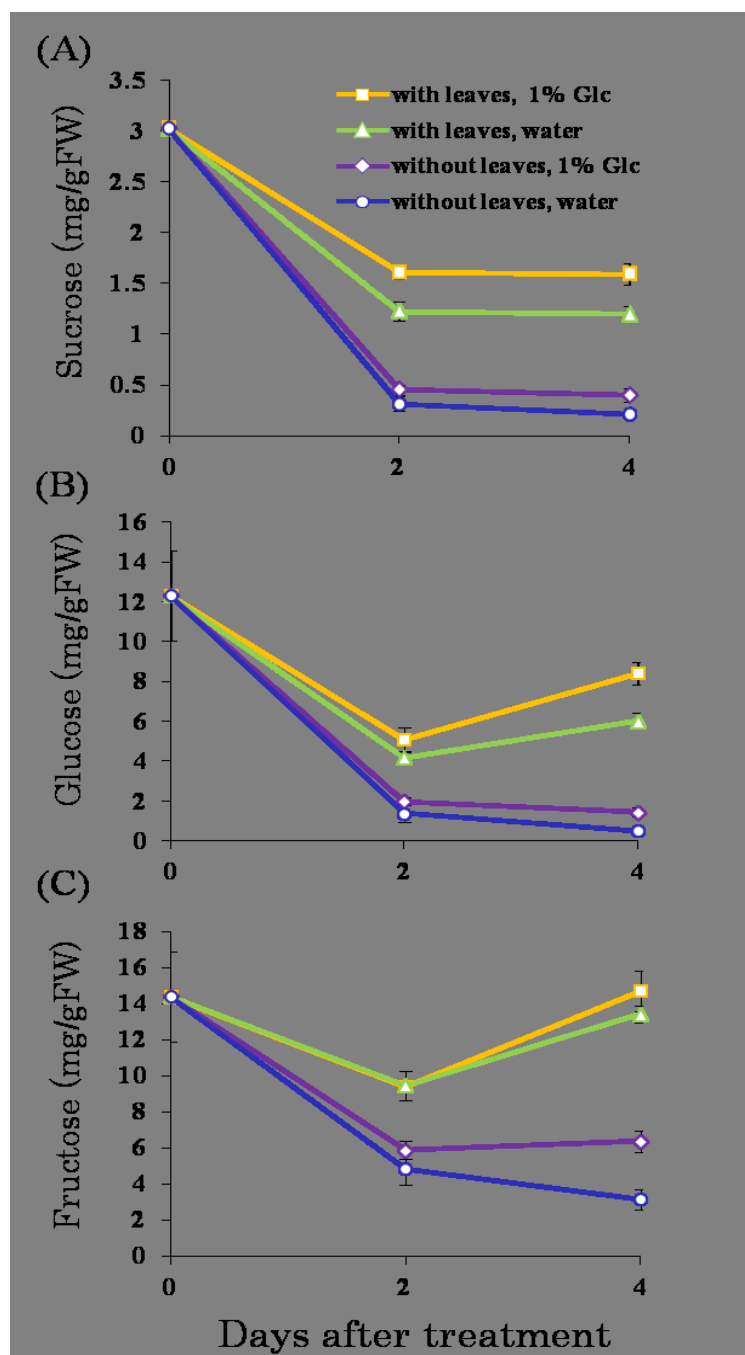 (A)
Sucrose (mg/gFW)
3.5
3
2.5
2
1.5
1
0.5
0
with leaves, 1% Glc
with leaves, water
without leaves, 1% Glc
without leaves, water
0 2 4
(B)
Glucose (mg/gFW)
16
14
12
10
8
6
4
2
0
0 2 4
(C)
Fructose (mg/gFW)
18
16
14
12
10
8
6
4
2
0
0 2 4
Days after treatment